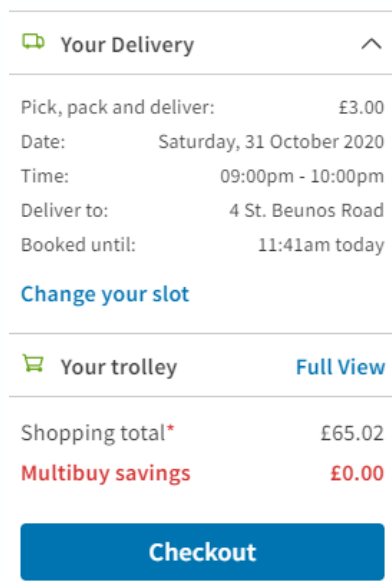 Your Delivery
Pick, pack and deliver: £3.00
Date: Saturday, 31 October 2020
Time: 09:00pm - 10:00pm
Deliver to: 4 St. Beunos Road
Booked until: 11:41am today
Change your slot
Your trolley Full View
Shopping total* £65.02
Multibuy savings £0.00
Checkout